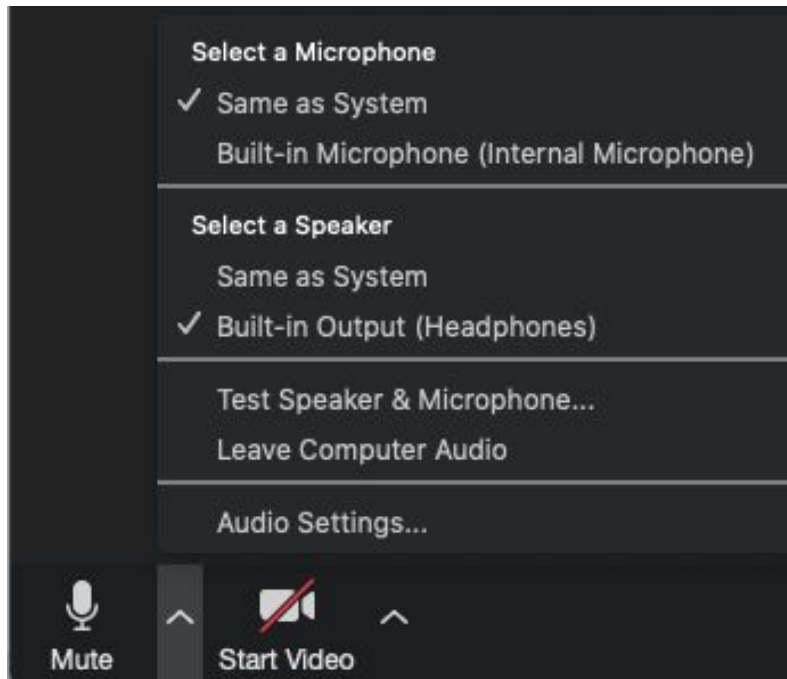 Select a Microphone
Same as System
Built-in Microphone (Internal Microphone)
Select a Speaker
Same as System
Built-in Output (Headphones)
Test Speaker & Microphone...
Leave Computer Audio
Audio Settings...
Mute
Start Video